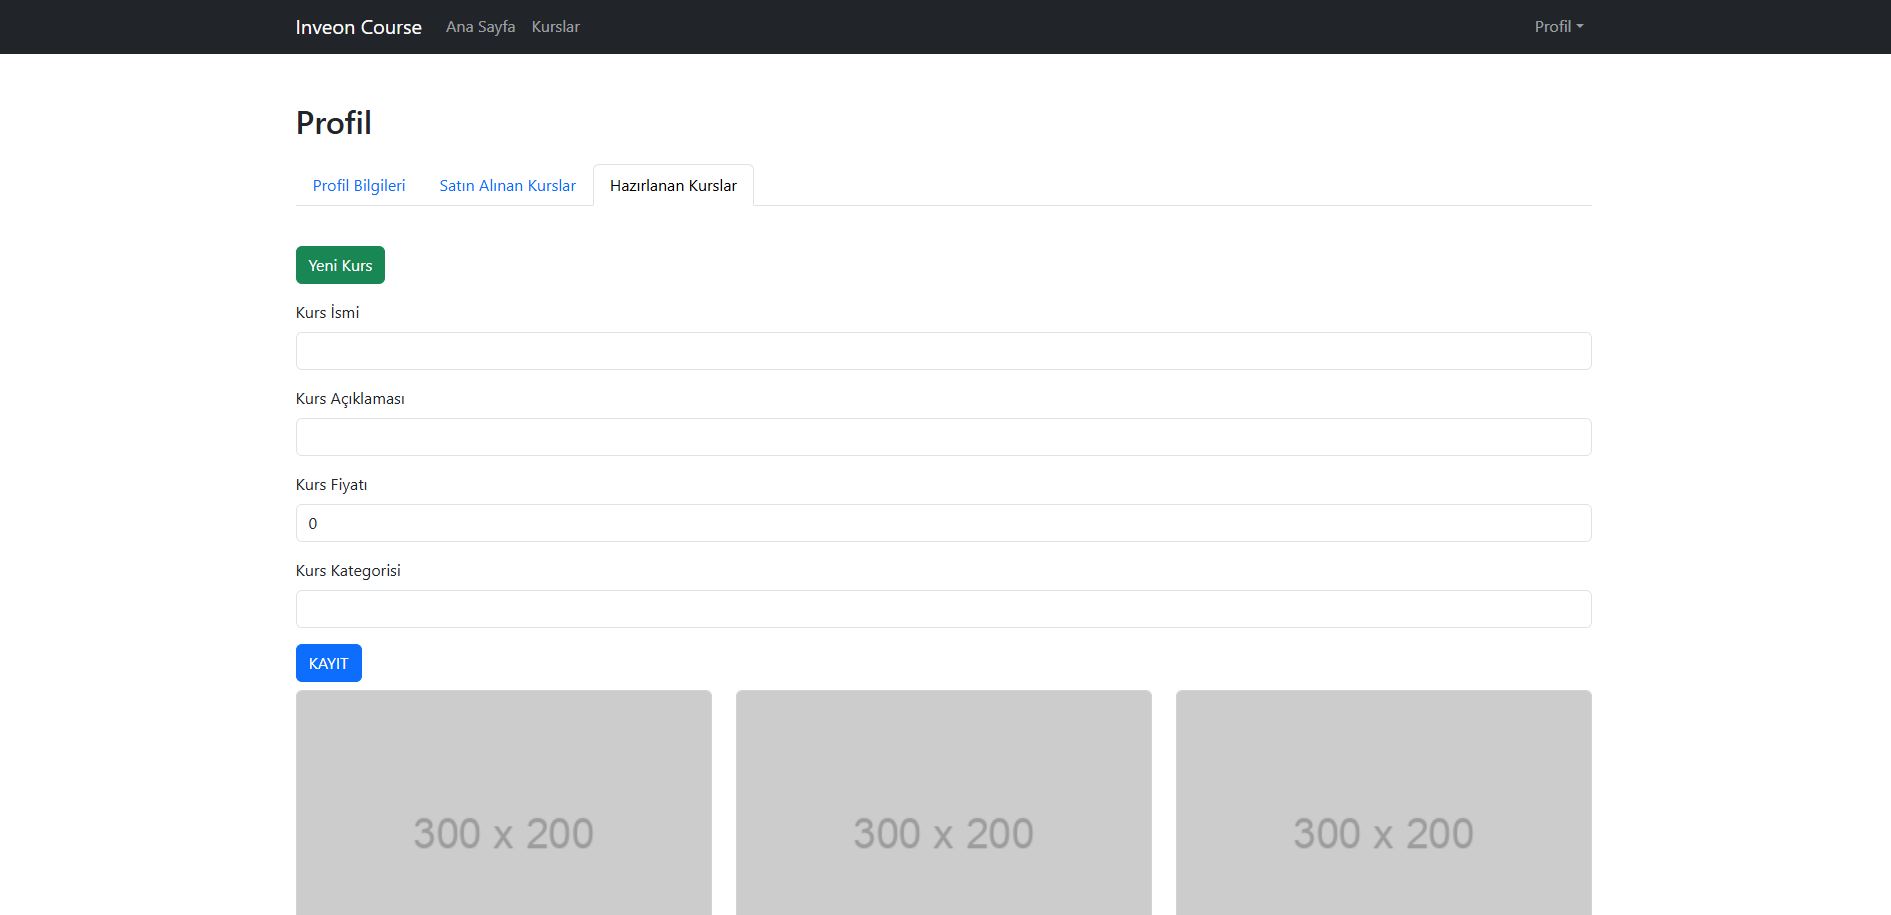 Inveon Course Ana Sayfa Kurslar Profil
Profil
Profil Bilgileri Satın Alınan Kurslar Hazırlanan Kurslar
Yeni Kurs
Kurs İsmi
Kurs Açıklaması
Kurs Fiyatı
0
Kurs Kategorisi
KAYIT
300 x 200 300 x 200 300 x 200